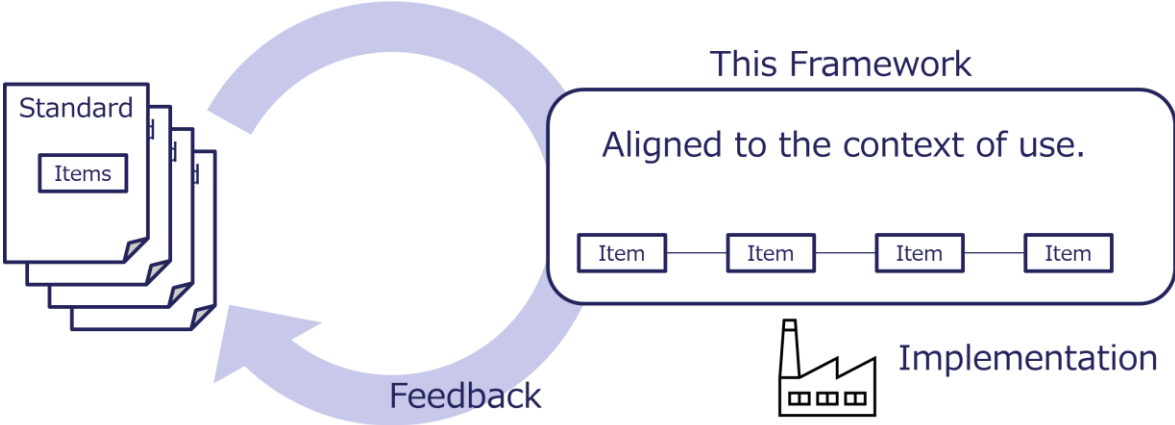 This Framework
Standard
Items
Aligned to the context of use.
Item
Item
Item
Item
Implementation
Feedback